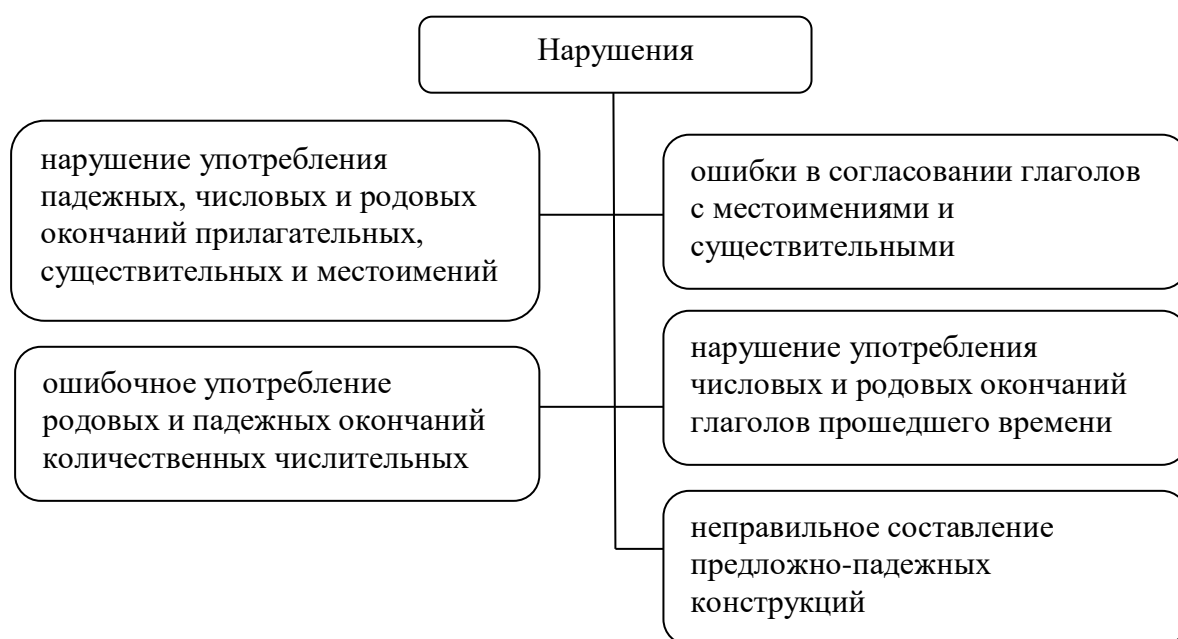 Нарушения
нарушение употребления
падежных, числовых и родовых
окончаний прилагательных,
существительных и местоимений
ошибки в согласовании глаголов
с местоимениями и
существительными
ошибочное употребление
родовых и падежных окончаний
количественных числительных
нарушение употребления
числовых и родовых окончаний
глаголов прошедшего времени
неправильное составление
предложно-падежных
конструкций